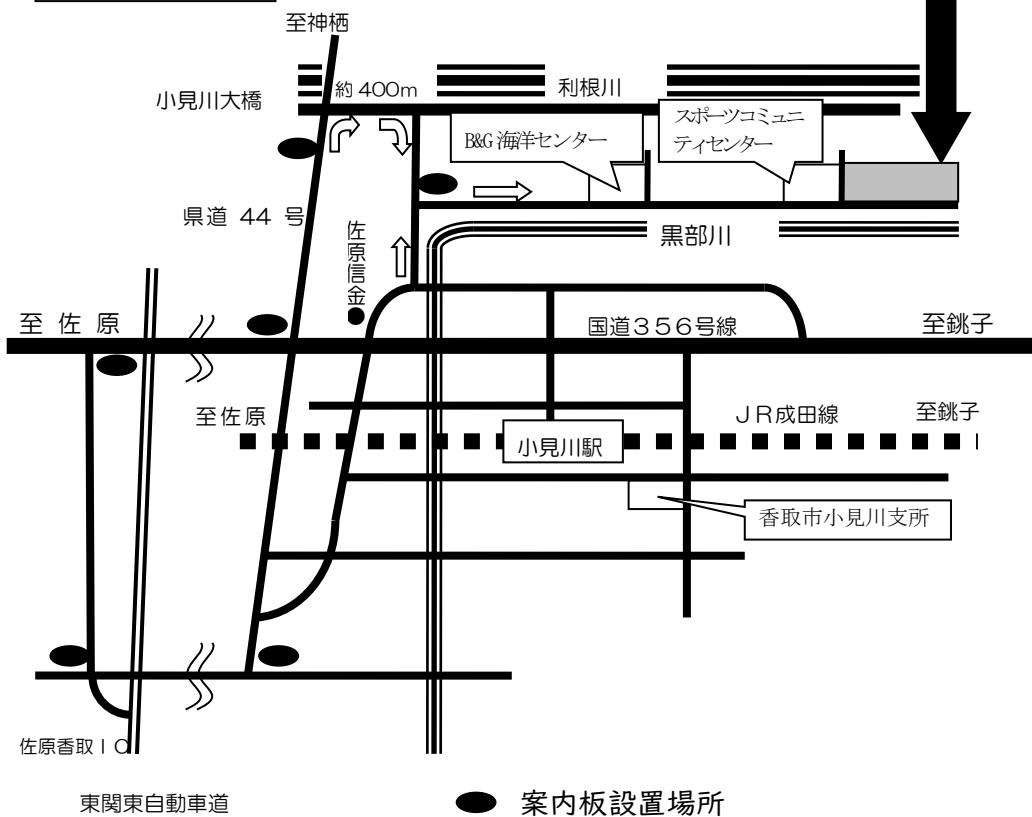 至神栖
約400m
利根川
小見川大橋
スポーツコミュニ
ティセンター
B&G 海洋センター
県道 44 号
佐原信金
黒部川
至 佐 原
国道356号線
至銚子
至佐原
JR成田線
至銚子
小見川駅
香取市小見川支所
佐原香取IC
東関東自動車道
案内板設置場所